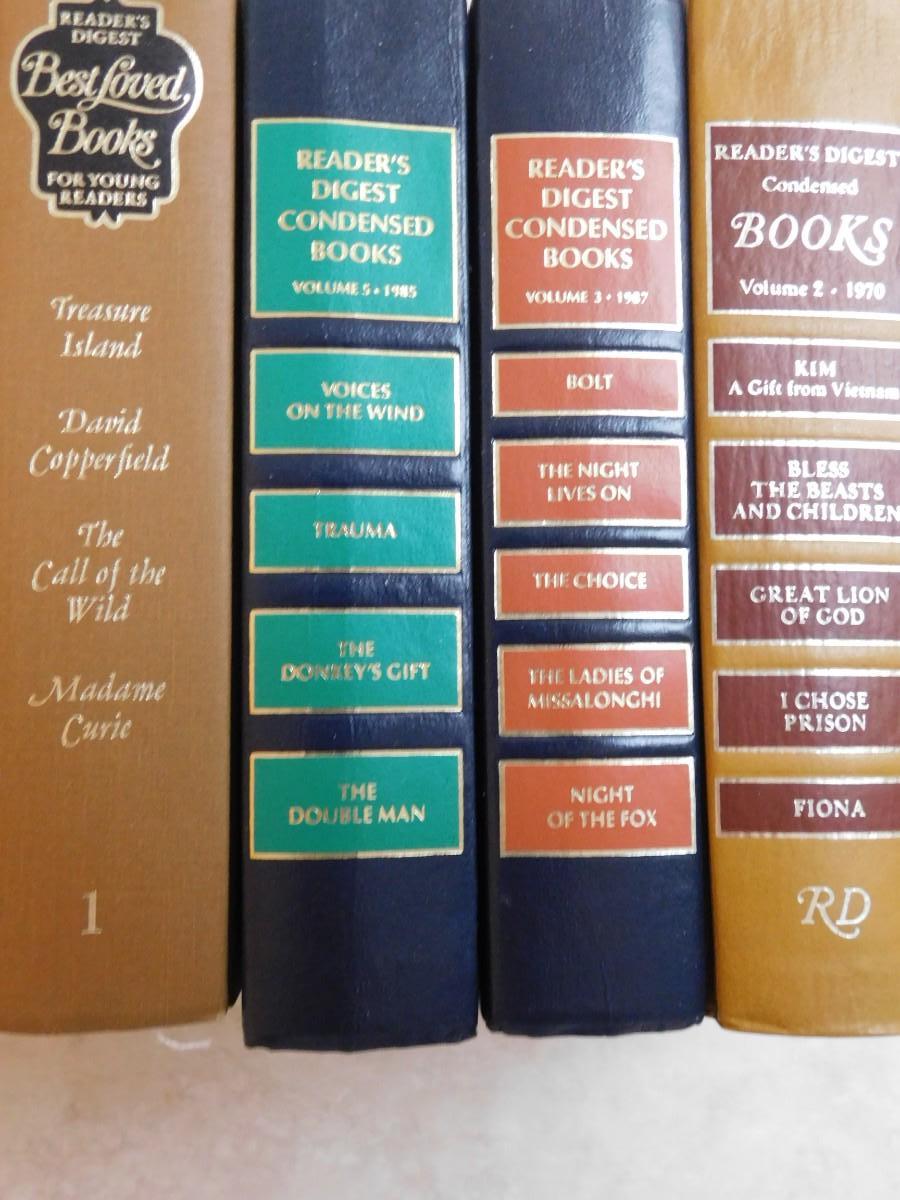 READER'S
DIGEST
Best Loved
Books
FOR YOUNG
READERS
Treasure
Island
David
Copperfield
The
Call of the
Wild
Madame
Curie
1
READER'S
DIGEST
CONDENSED
BOOKS
VOLUME 5 • 1985
VOICES
ON THE WIND
TRAUMA
THE
DONKEY'S GIFT
THE
DOUBLE MAN
READER'S
DIGEST
CONDENSED
BOOKS
VOLUME 3 • 1987
BOLT
THE NIGHT
LIVES ON
THE CHOICE
THE LADIES OF
MISSALONGHI
NIGHT
OF THE FOX
READER'S DIGEST
Condensed
BOOKS
Volume 2 • 1970
KIM
A Gift from Vietnam
BLESS
THE BEASTS
AND CHILDREN
GREAT LION
OF GOD
I CHOSE
PRISON
FIONA
RD